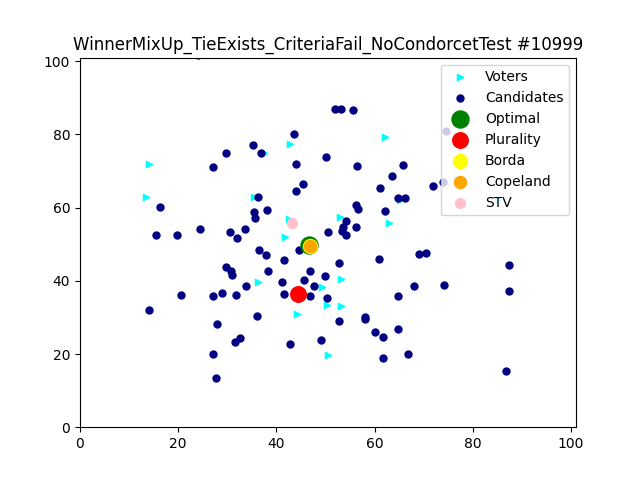 WinnerMixUp_TieExists_CriteriaFail_NoCondorcetTest #10999
100
80
60
40
20
0
0
20
40
60
80
100
Voters
Candidates
Optimal
Plurality
Borda
Copeland
STV